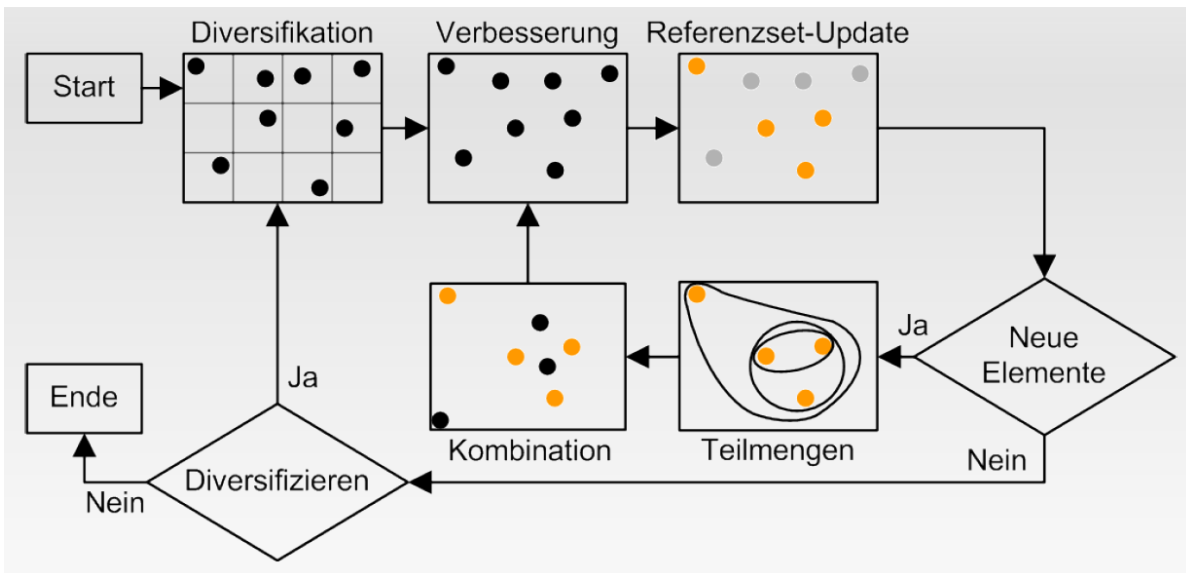 Diversifikation
Verbesserung
Referenzset-Update
Start
Neue
Elemente
Ja
Nein
Teilmengen
Kombination
Ja
Diversifizieren
Nein
Ende